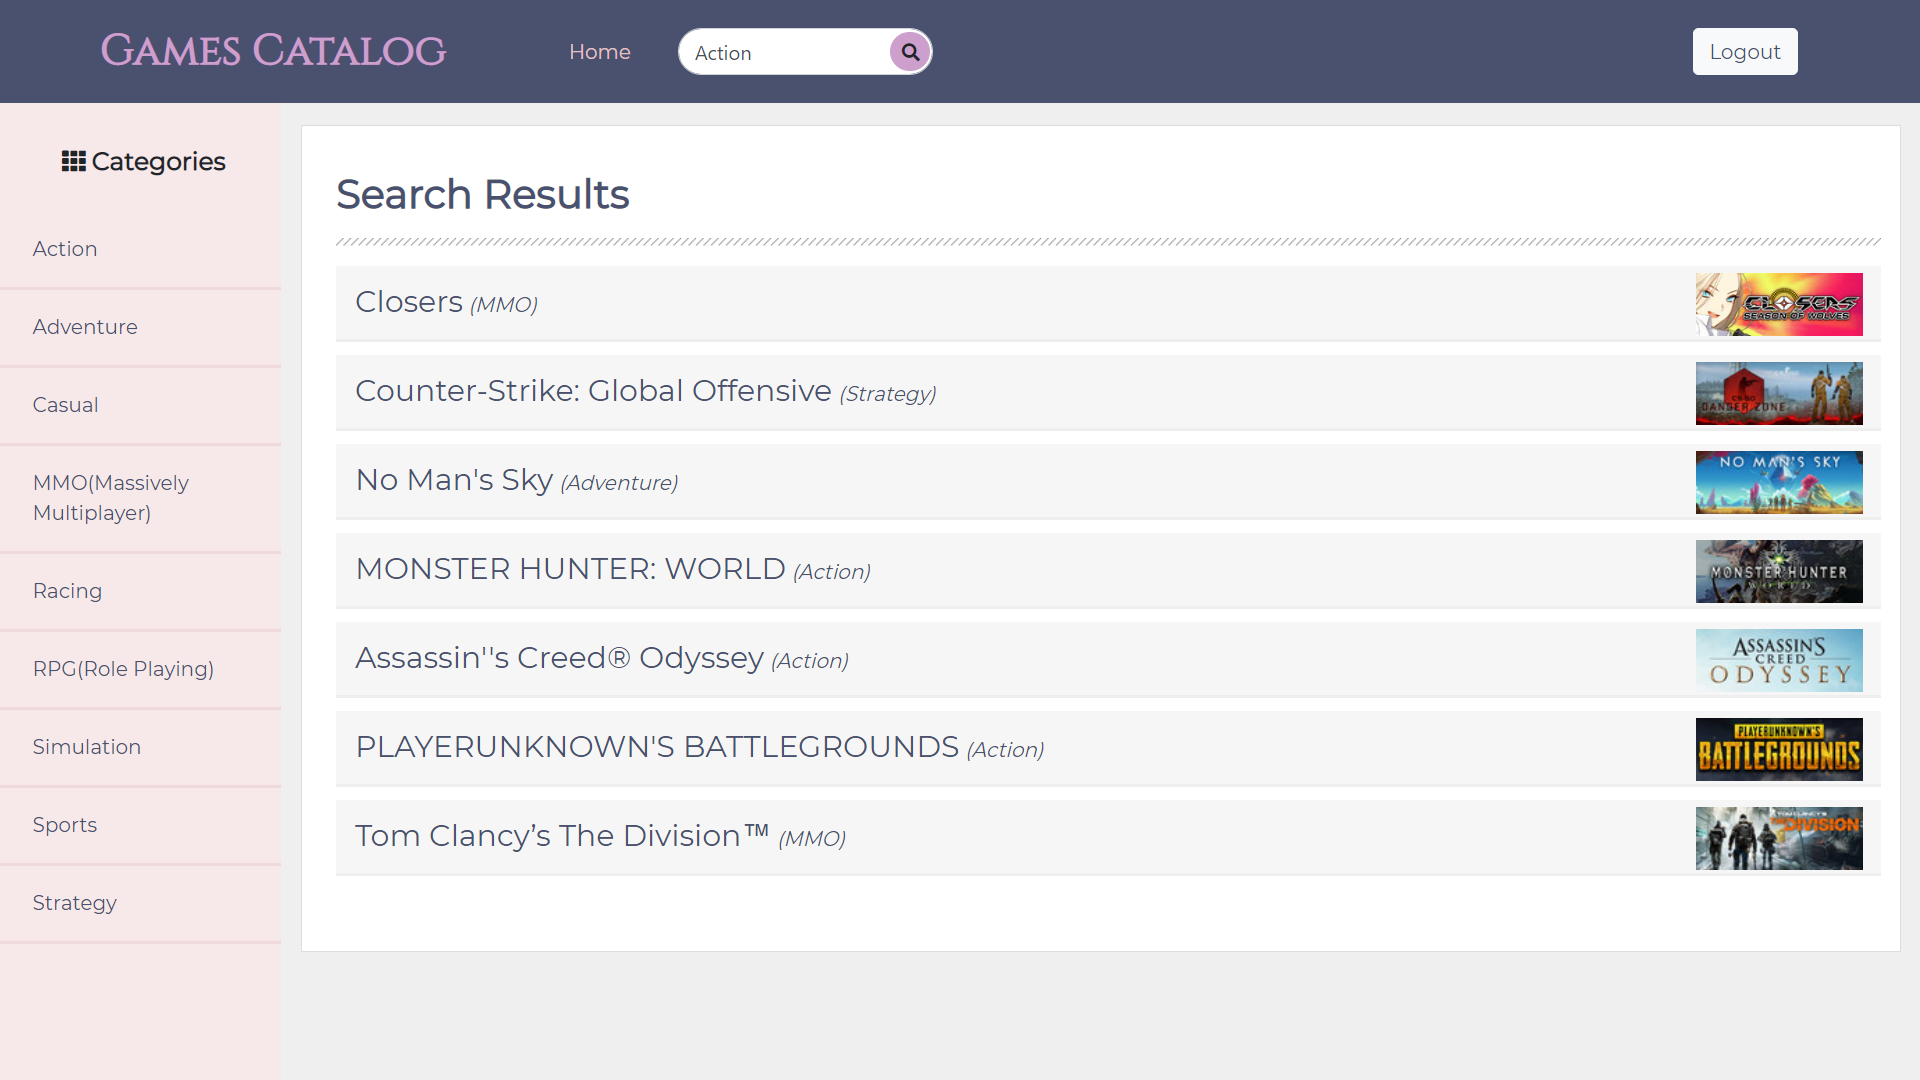 Games Catalog
Home
Action
Logout
Categories
Action
Adventure
Casual
MMO(Massively
Multiplayer)
Racing
RPG(Role Playing)
Simulation
Sports
Strategy
Search Results
Closers (MMO)
CLOSERS
SEASON OF WOLVES
Counter-Strike: Global Offensive (Strategy)
CS:GO
DANGER ZONE
No Man's Sky (Adventure)
NO MAN'S SKY
MONSTER HUNTER: WORLD (Action)
MONSTER HUNTER
WORLD
Assassin''s Creed® Odyssey (Action)
ASSASSIN'S
CREED
ODYSSEY
PLAYERUNKNOWN'S BATTLEGROUNDS (Action)
PLAYERUNKNOWN'S
BATTLEGROUNDS
Tom Clancy’s The Division™ (MMO)
TOM CLANCY'S
THE DIVISION